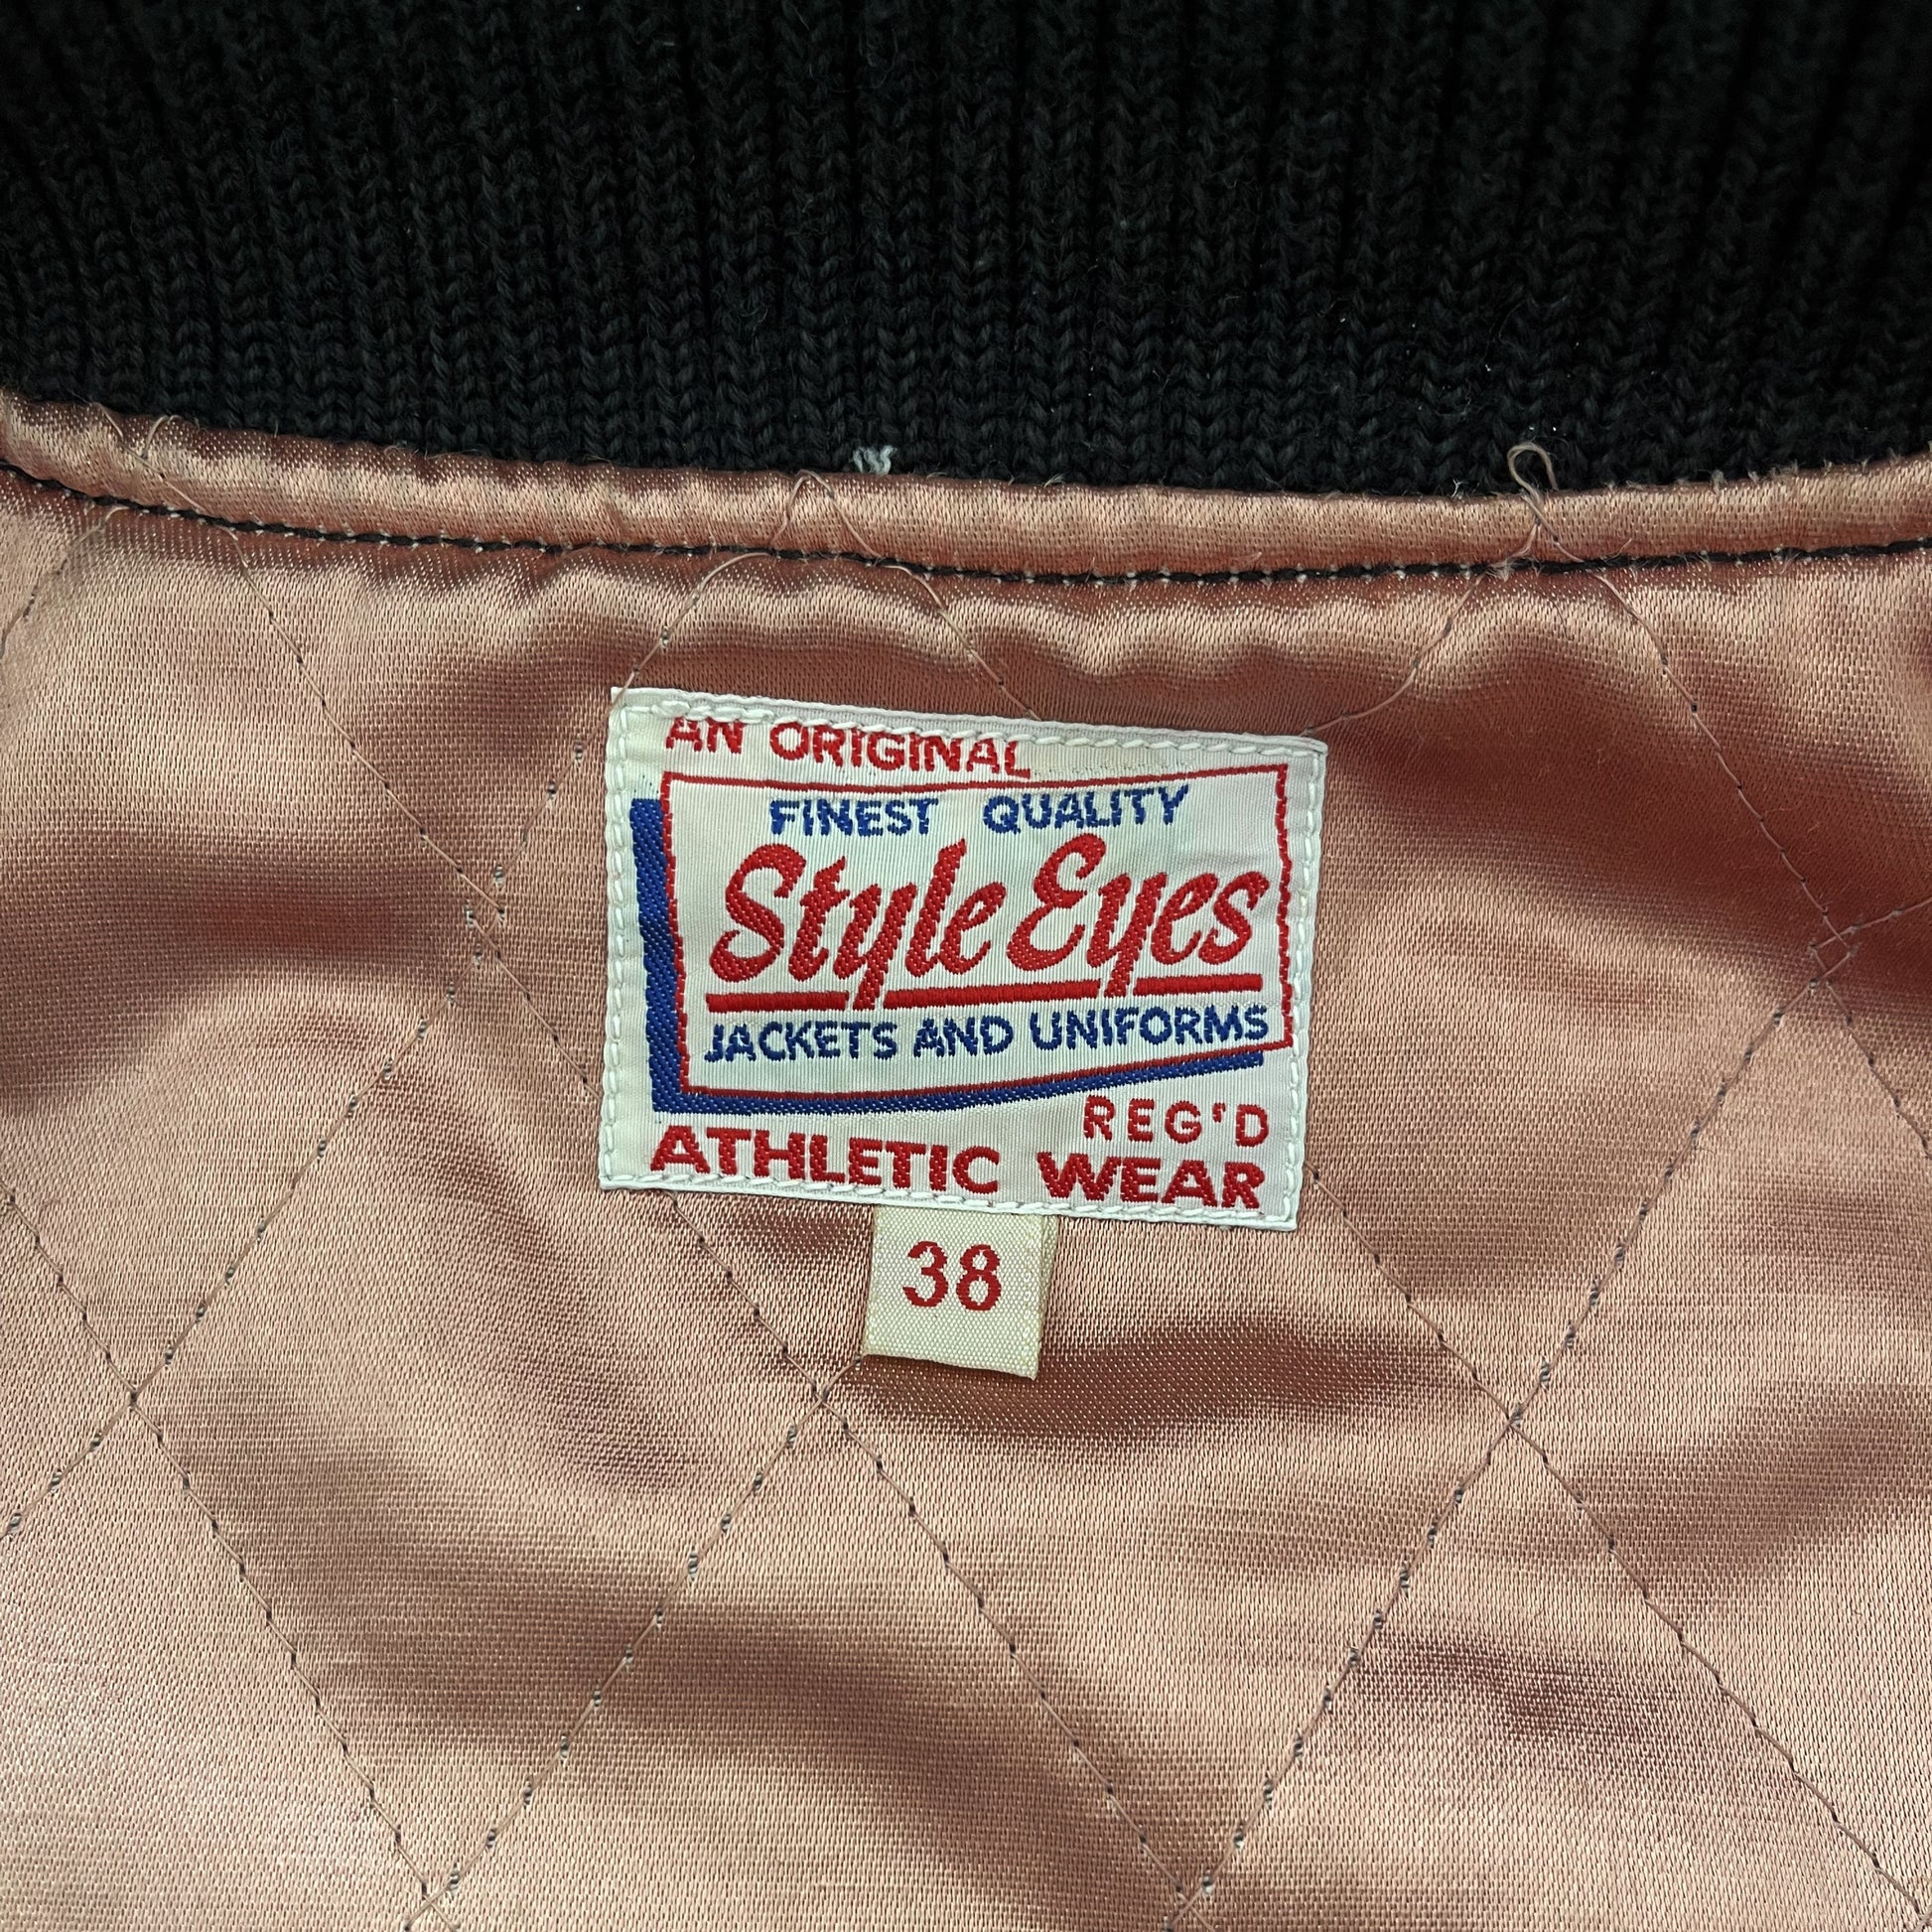 AN ORIGINAL
FINEST QUALITY
Style Eyes
JACKETS AND UNIFORMS
REG'D
ATHLETIC WEAR
38